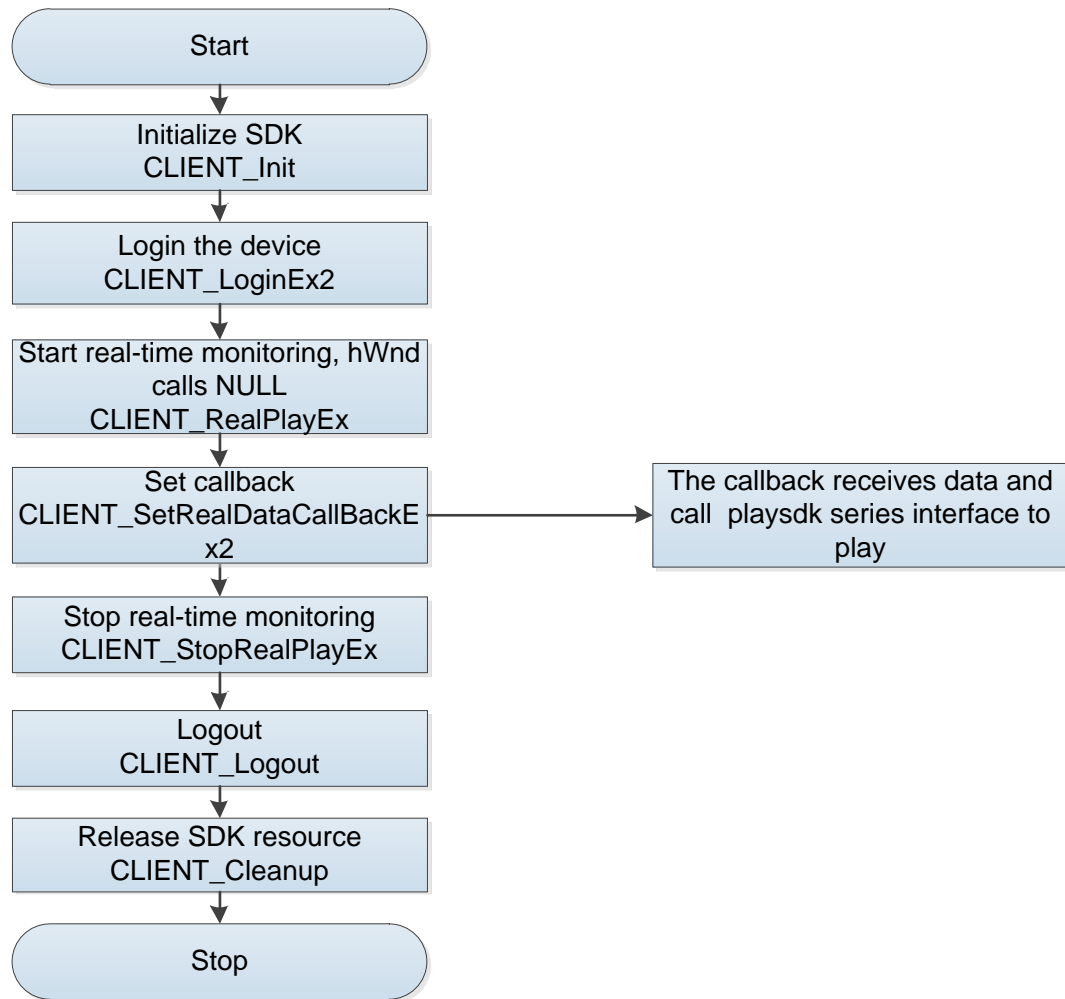 Start
Initialize SDK
CLIENT_Init
Login the device
CLIENT_LoginEx2
Start real-time monitoring, hWnd
calls NULL
CLIENT_RealPlayEx
Set callback
CLIENT_SetRealDataCallBackE
x2
The callback receives data and
call playsdk series interface to
play
Stop real-time monitoring
CLIENT_StopRealPlayEx
Logout
CLIENT_Logout
Release SDK resource
CLIENT_Cleanup
Stop